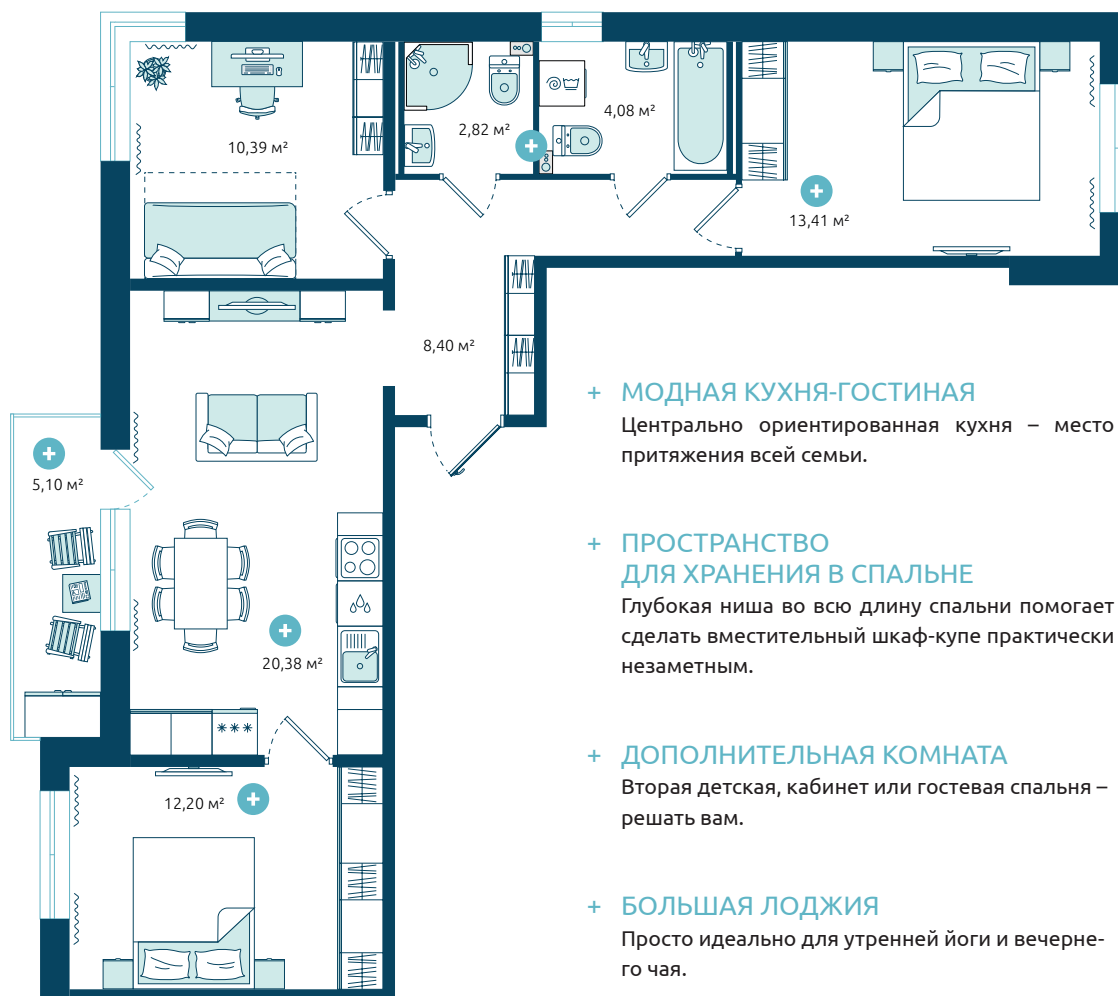 10,39 м²
2,82 м²
4,08 м²
13,41 м²
8,40 м²
5,10 м²
20,38 м²
12,20 м²
+ МОДНАЯ КУХНЯ-ГОСТИНАЯ
Центрально ориентированная кухня – место
притяжения всей семьи.
+ ПРОСТРАНСТВО
ДЛЯ ХРАНЕНИЯ В СПАЛЬНЕ
Глубокая ниша во всю длину спальни помогает
сделать вместительный шкаф-купе практически
незаметным.
+ ДОПОЛНИТЕЛЬНАЯ КОМНАТА
Вторая детская, кабинет или гостевая спальня –
решать вам.
+ БОЛЬШАЯ ЛОДЖИЯ
Просто идеально для утренней йоги и вечерне-
го чая.